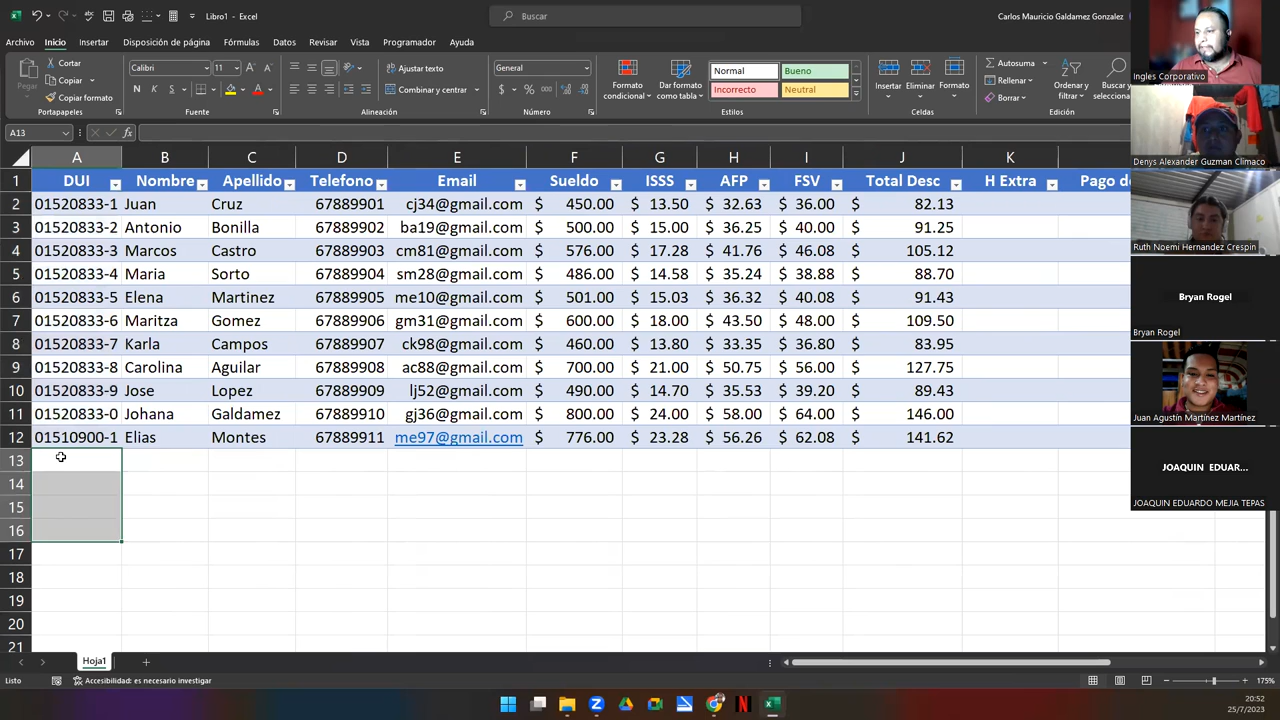 Libro1 - Excel
Buscar
Carlos Mauricio Galdamez Gonzalez
Archivo Inicio Insertar Disposición de página Fórmulas Datos Revisar Vista Programador Ayuda
Pegar
Cortar
Copiar
Copiar formato
Portapapeles
Calibri 11
N K S
Fuente
Ajustar texto
Combinar y centrar
Alineación
General
Número
Formato condicional
Dar formato como tabla
Normal Bueno
Incorrecto Neutral
Estilos
Insertar Eliminar Formato
Celdas
Autosuma
Rellenar
Borrar
Ordenar y filtrar
Buscar y selecciona
Edición
A13
A B C D E F G H I J K
1 DUI Nombre Apellido Telefono Email Sueldo ISSS AFP FSV Total Desc H Extra Pago de
2 01520833-1 Juan Cruz 67889901 cj34@gmail.com $ 450.00 $ 13.50 $ 32.63 $ 36.00 $ 82.13
3 01520833-2 Antonio Bonilla 67889902 ba19@gmail.com $ 500.00 $ 15.00 $ 36.25 $ 40.00 $ 91.25
4 01520833-3 Marcos Castro 67889903 cm81@gmail.com $ 576.00 $ 17.28 $ 41.76 $ 46.08 $ 105.12
5 01520833-4 Maria Sorto 67889904 sm28@gmail.com $ 486.00 $ 14.58 $ 35.24 $ 38.88 $ 88.70
6 01520833-5 Elena Martinez 67889905 me10@gmail.com $ 501.00 $ 15.03 $ 36.32 $ 40.08 $ 91.43
7 01520833-6 Maritza Gomez 67889906 gm31@gmail.com $ 600.00 $ 18.00 $ 43.50 $ 48.00 $ 109.50
8 01520833-7 Karla Campos 67889907 ck98@gmail.com $ 460.00 $ 13.80 $ 33.35 $ 36.80 $ 83.95
9 01520833-8 Carolina Aguilar 67889908 ac88@gmail.com $ 700.00 $ 21.00 $ 50.75 $ 56.00 $ 127.75
10 01520833-9 Jose Lopez 67889909 lj52@gmail.com $ 490.00 $ 14.70 $ 35.53 $ 39.20 $ 89.43
11 01520833-0 Johana Galdamez 67889910 gj36@gmail.com $ 800.00 $ 24.00 $ 58.00 $ 64.00 $ 146.00
12 01510900-1 Elias Montes 67889911 me97@gmail.com $ 776.00 $ 23.28 $ 56.26 $ 62.08 $ 141.62
13
14
15
16
17
18
19
20
21
Hoja1
Listo
Accesibilidad: es necesario investigar
175%
20:52
25/7/2023
Ingles Corporativo
Denys Alexander Guzman Climaco
Ruth Noemi Hernandez Crespin
Bryan Rogel
Bryan Rogel
Juan Agustín Martínez Martínez
JOAQUIN EDUAR...
JOAQUIN EDUARDO MEJIA TEPAS